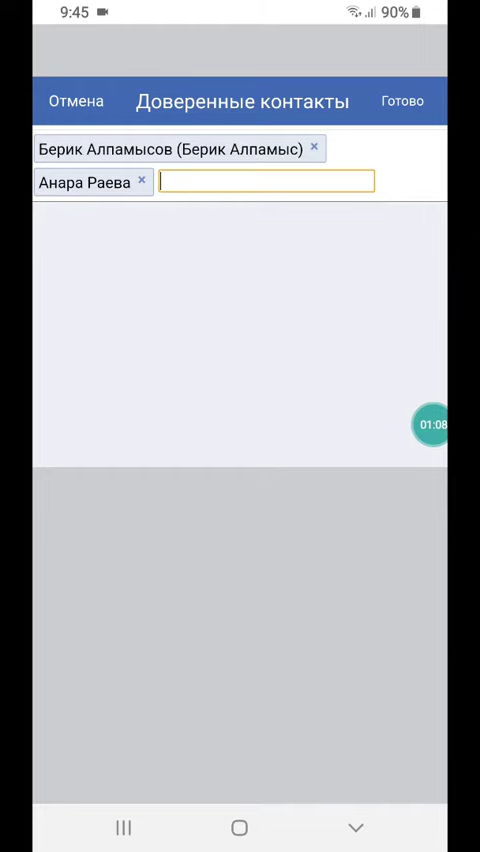 9:45 90%
Отмена Доверенные контакты Готово
Берик Алпамысов (Берик Алпамыс) ×
Анара Раева ×
01:08